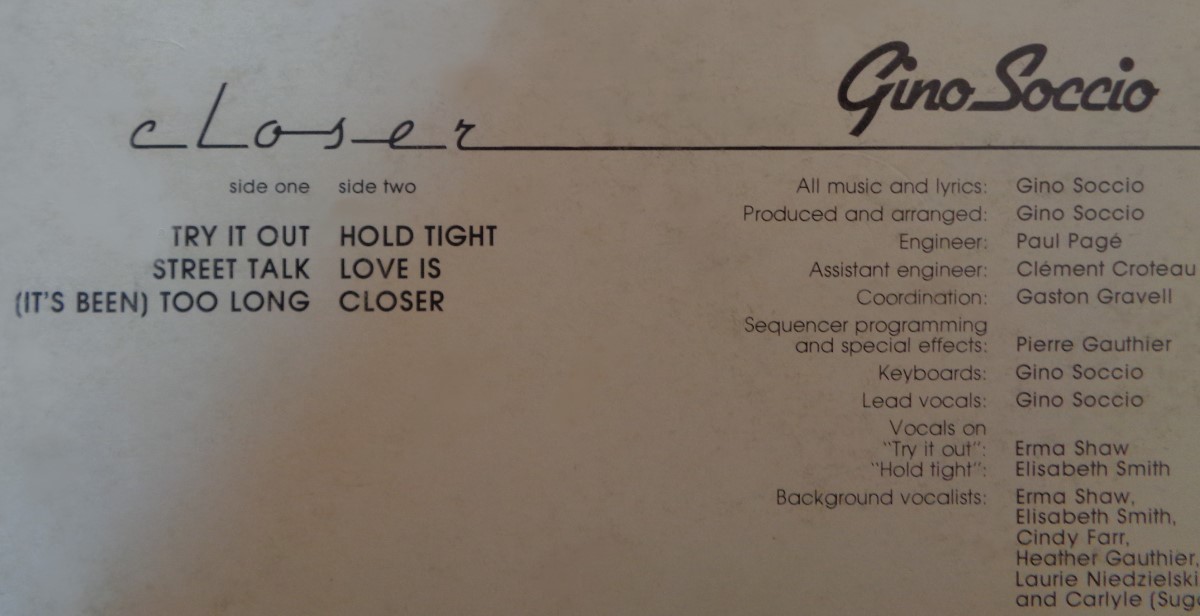 closer
Gino Soccio
side one side two
TRY IT OUT HOLD TIGHT
STREET TALK LOVE IS
(IT'S BEEN) TOO LONG CLOSER
All music and lyrics: Gino Soccio
Produced and arranged: Gino Soccio
Engineer: Paul Pagé
Assistant engineer: Clément Croteau
Coordination: Gaston Gravell
Sequencer programming
and special effects: Pierre Gauthier
Keyboards: Gino Soccio
Lead vocals: Gino Soccio
Vocals on
"Try it out": Erma Shaw
"Hold tight": Elisabeth Smith
Background vocalists: Erma Shaw,
Elisabeth Smith,
Cindy Farr,
Heather Gauthier,
Laurie Niedzielski
and Carlyle